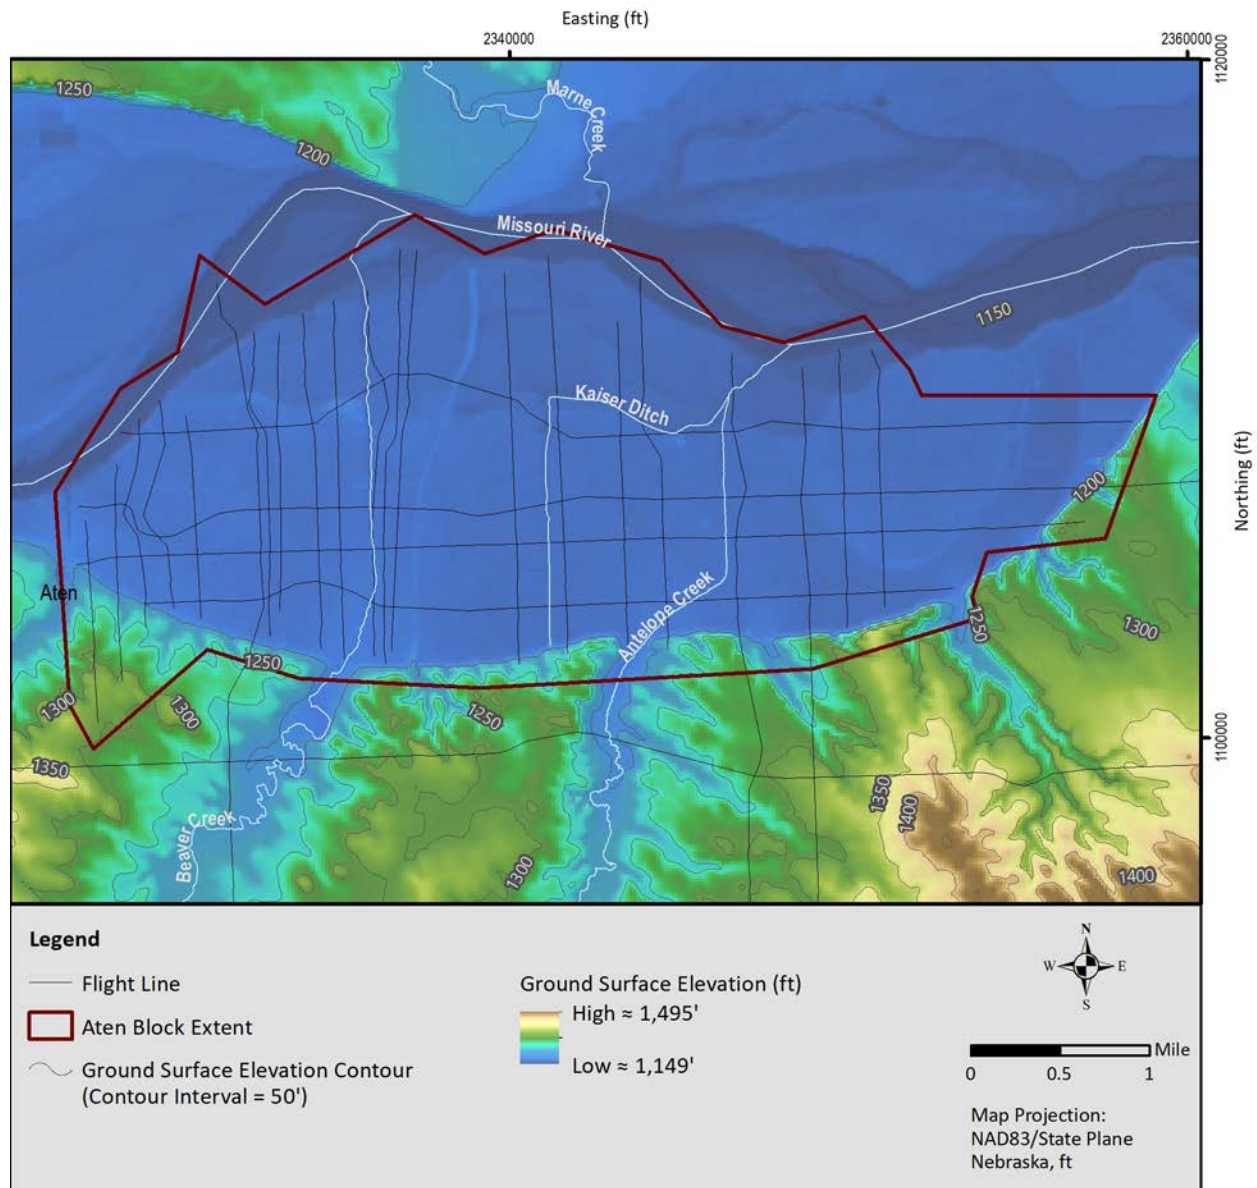 Easting (ft)
2340000
2360000
1120000
1250
Marne Creek
1200
Missouri River
1150
Kaiser Ditch
Northing (ft)
1200
Aten
Antelope Creek
1250
1300
1250
1300
1300
1250
1100000
1350
1350
1400
Beaver Creek
1300
1400
Legend
Flight Line
Aten Block Extent
Ground Surface Elevation Contour
(Contour Interval = 50')
Ground Surface Elevation (ft)
High ≈ 1,495'
Low ≈ 1,149'
N
W E
S
Mile
0 0.5 1
Map Projection:
NAD83/State Plane
Nebraska, ft